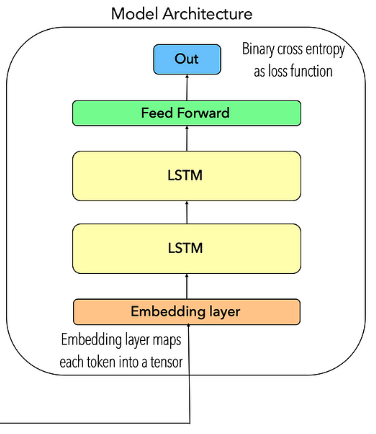 Model Architecture
Out
Binary cross entropy
as loss function
Feed Forward
LSTM
LSTM
Embedding layer
Embedding layer maps
each token into a tensor